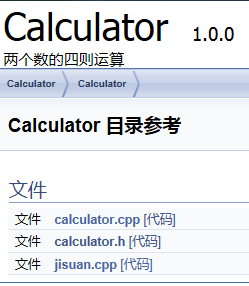 Calculator 1.0.0
两个数的四则运算
Calculator Calculator
Calculator 目录参考
文件
文件 calculator.cpp [代码]
文件 calculator.h [代码]
文件 jisuan.cpp [代码]